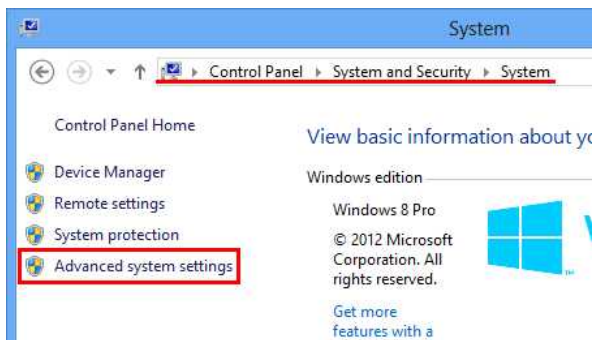 System
Control Panel System and Security System
Control Panel Home
View basic information about
Windows edition
Device Manager
Remote settings
Windows 8 Pro
System protection
© 2012 Microsoft
Corporation. All
rights reserved.
Advanced system settings
Get more
features with a